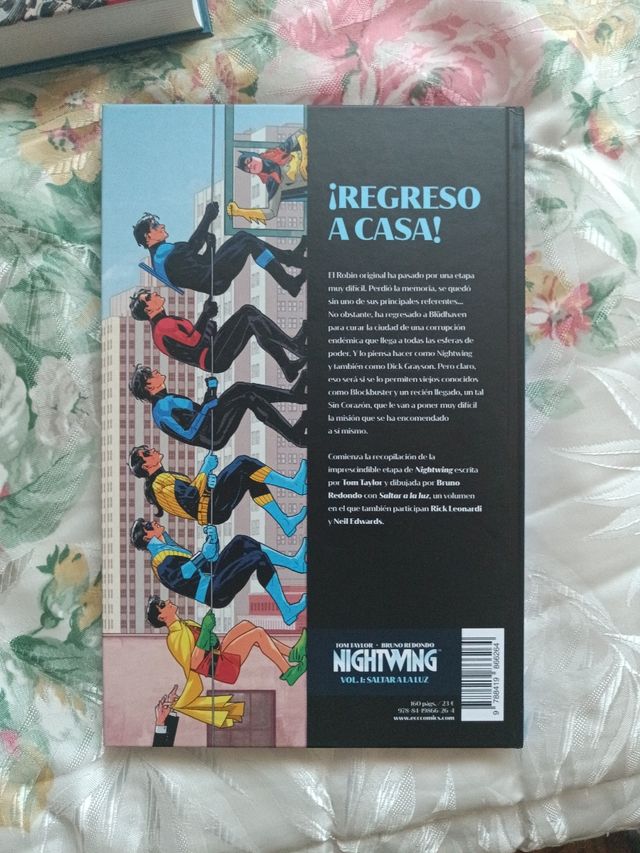 ¡REGRESO
A CASA!
El Robin original ha pasado por una etapa
muy difícil. Perdió la memoria, se quedó
sin uno de sus principales referentes...
No obstante, ha regresado a Blüdhaven
para curar la ciudad de una corrupción
endémica que llega a todas las esferas de
poder. Y lo piensa hacer como Nightwing
y también como Dick Grayson. Pero claro,
eso será si se lo permiten viejos conocidos
como Blockbuster y un recién llegado, un tal
Sin Corazón, que le van a poner muy difícil
la misión que se ha encomendado
a sí mismo.
Comienza la recopilación de la
imprescindible etapa de Nightwing escrita
por Tom Taylor y dibujada por Bruno
Redondo con Saltar a la luz, un volumen
en el que también participan Rick Leonardi
y Neil Edwards.
TOM TAYLOR • BRUNO REDONDO
NIGHTWING™
VOL. 1: SALTAR A LA LUZ
160 págs. / 23 €
978-84-19866-26-4
www.ecccomics.com
9 788419 866264